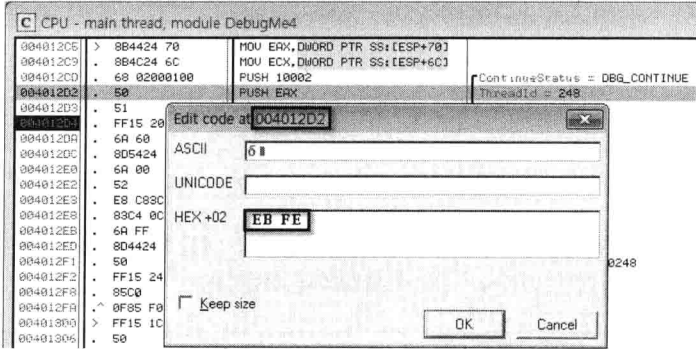 C CPU - main thread, module DebugMe4
004012C5 > 8B4424 70 MOV EAX,DWORD PTR SS:[ESP+70]
004012C9 . 8B4C24 6C MOV ECX,DWORD PTR SS:[ESP+6C]
004012CD . 68 02000100 PUSH 10002 ContinueStatus = DBG_CONTINUE
004012D2 . 50 PUSH EAX ThreadId = 248
004012D3 . 51
004012D4 . FF15 20
004012DA . 6A 60
004012DC . 8D5424
004012E0 . 6A 00
004012E2 . 52
004012E3 . E8 C83C
004012E8 . 83C4 0C
004012EB . 6A FF
004012ED . 8D4424
004012F1 . 50 0248
004012F2 . FF15 24
004012F8 . 85C0
004012FA .^ 0F85 F0
00401300 > FF15 1C
00401306 . 50
Edit code at 004012D2
ASCII
UNICODE
HEX +02 EB FE
Keep size
OK Cancel